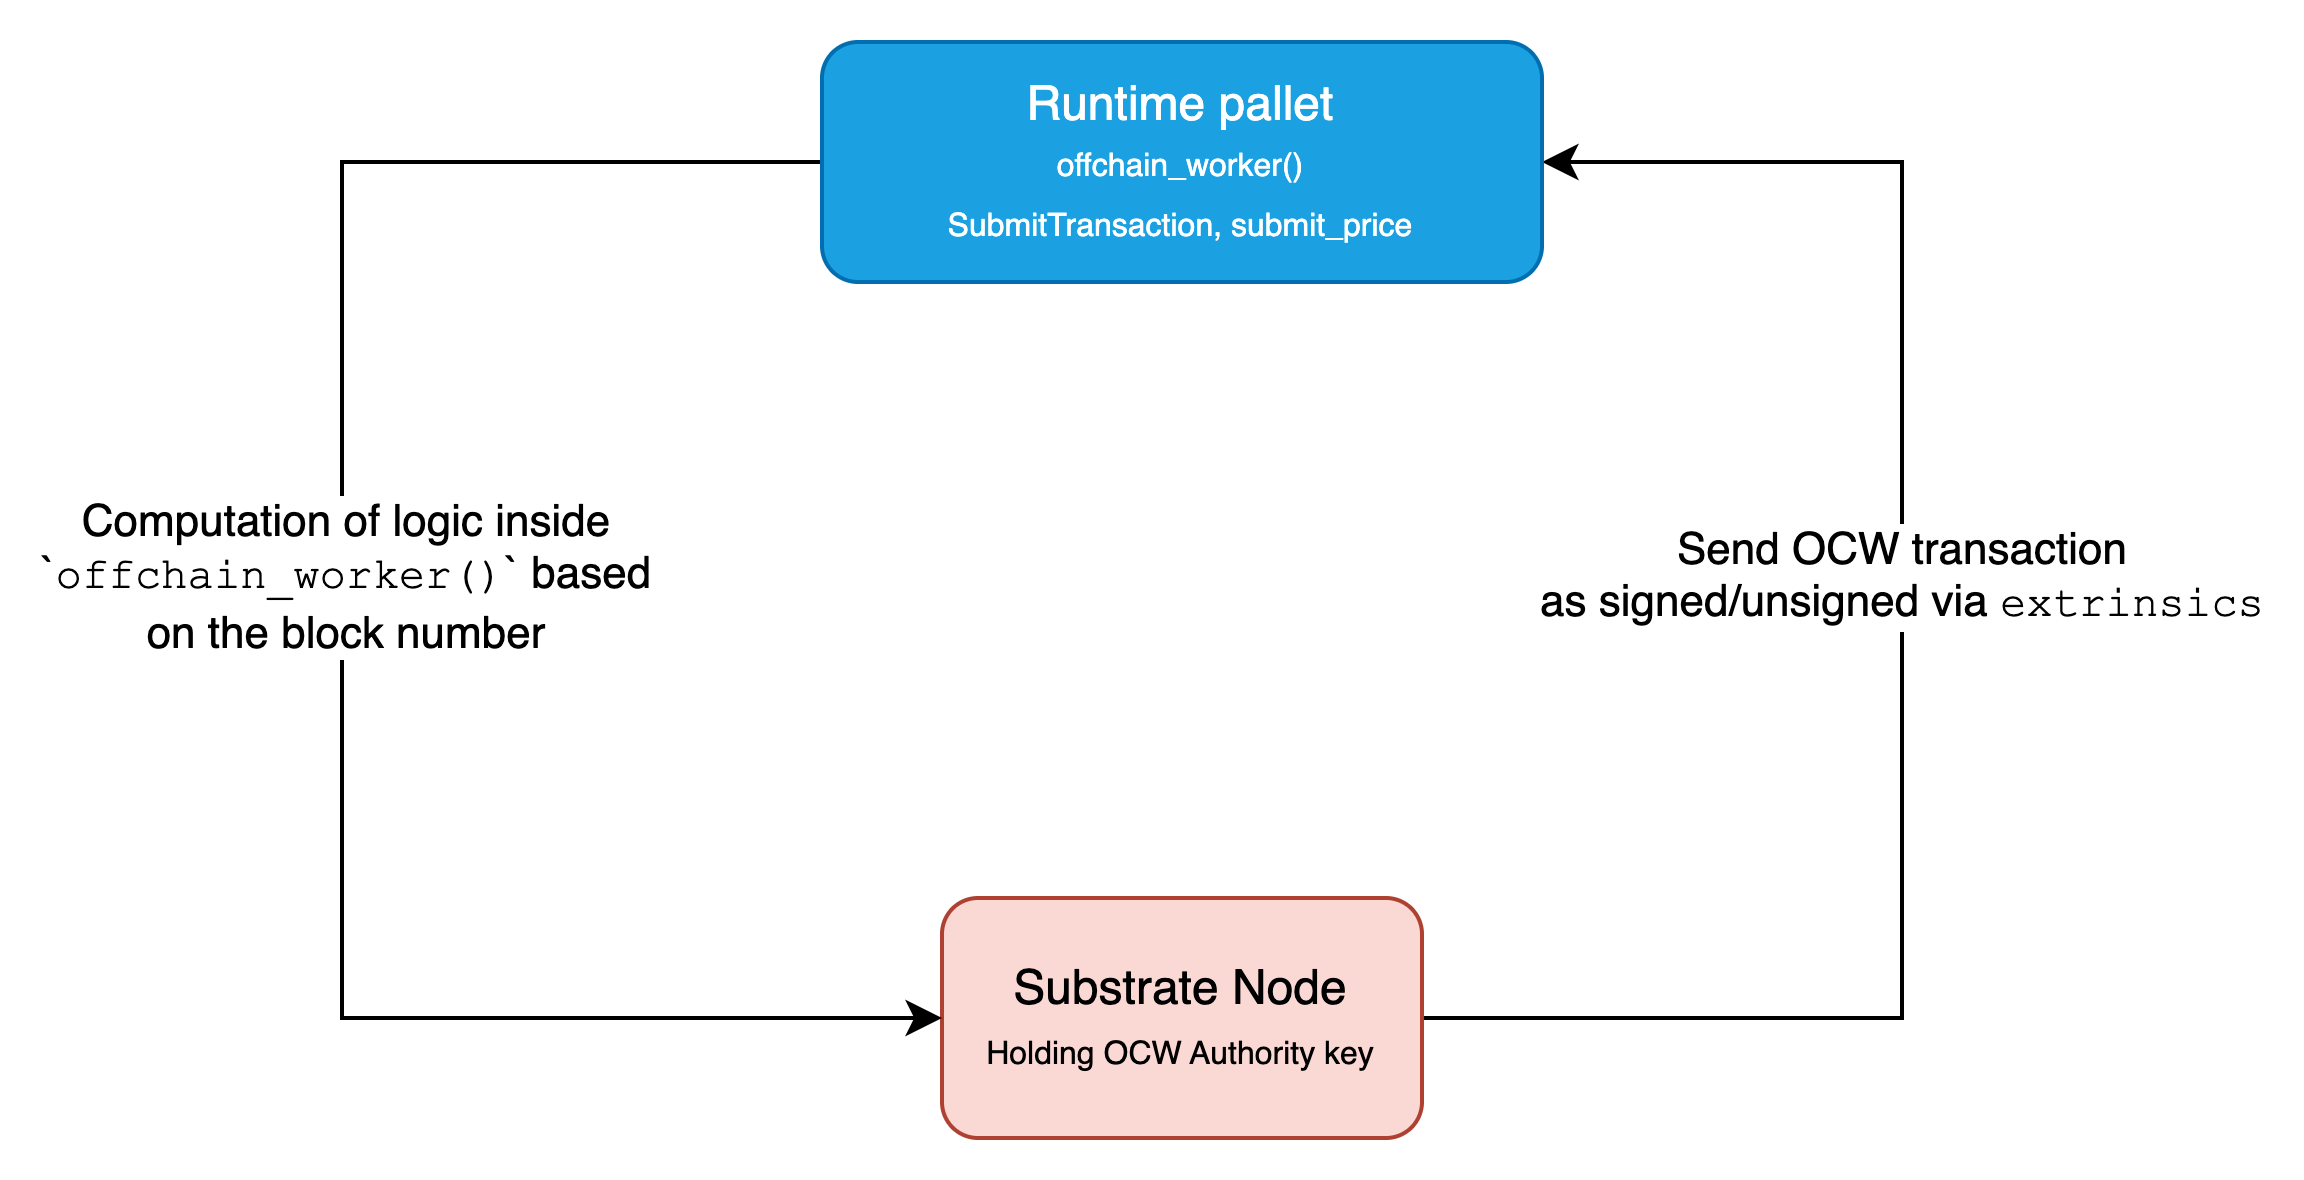 Runtime pallet
offchain_worker()
SubmitTransaction, submit_price
Computation of logic inside
`offchain_worker()` based
on the block number
Send OCW transaction
as signed/unsigned via extrinsics
Substrate Node
Holding OCW Authority key